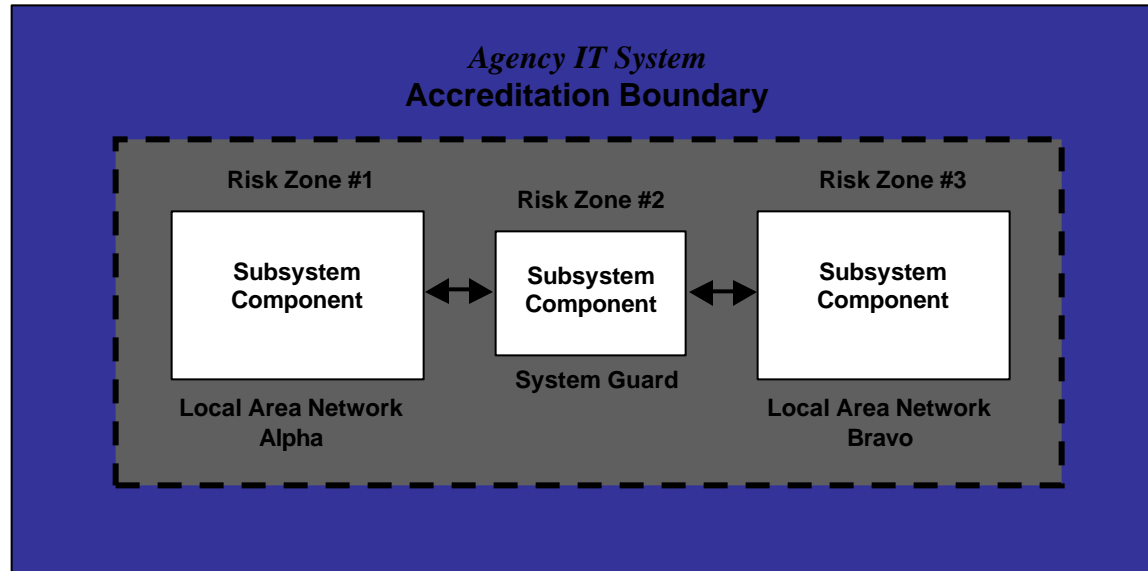 Agency IT System
Accreditation Boundary
Risk Zone #1
Risk Zone #2
Risk Zone #3
Subsystem
Component
Subsystem
Component
Subsystem
Component
Local Area Network
Alpha
System Guard
Local Area Network
Bravo